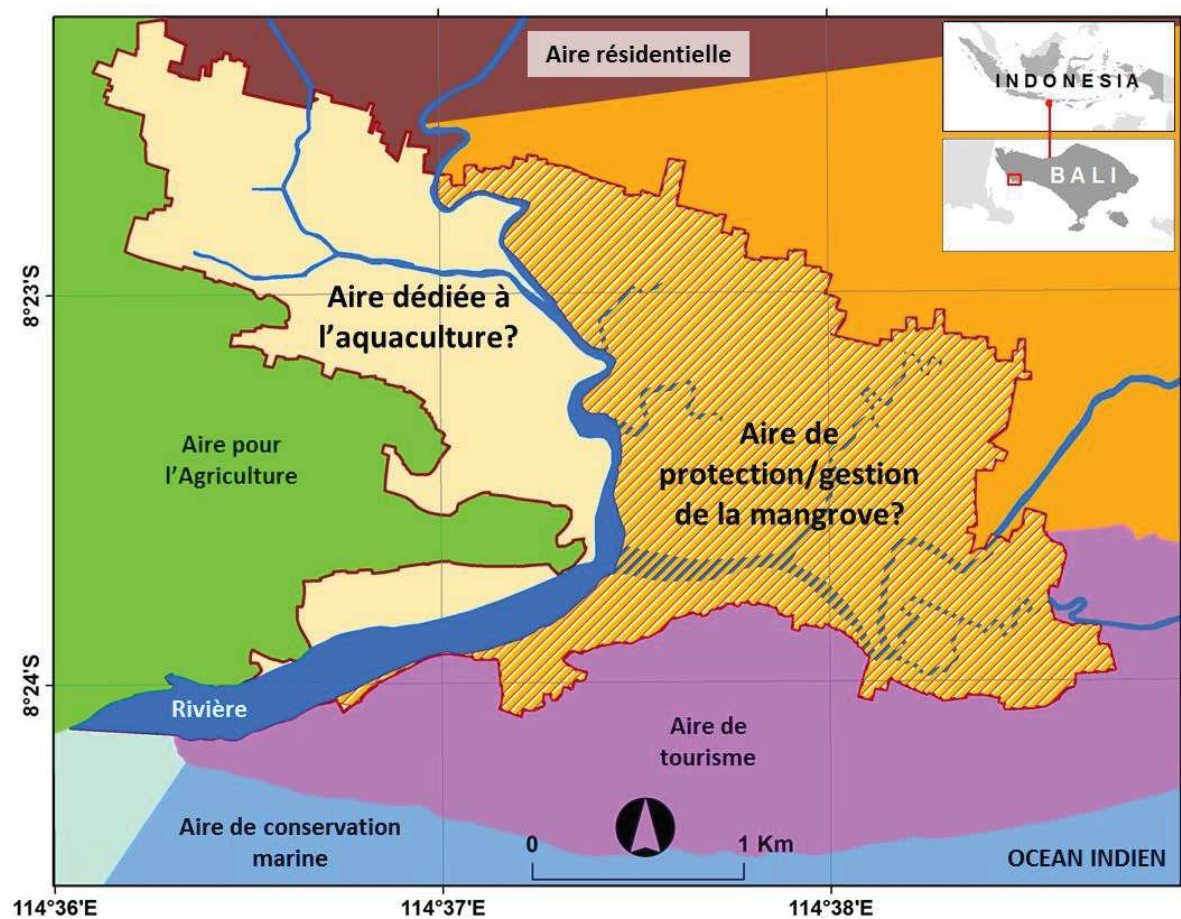 Aire résidentielle
INDONESIA
BALI
8°23'S
Aire dédiée à
l'aquaculture?
Aire pour
l'Agriculture
Aire de
protection/gestion
de la mangrove?
8°24'S
Rivière
Aire de
tourisme
Aire de conservation
marine
0 1 Km
OCEAN INDIEN
114°36'E 114°37'E 114°38'E